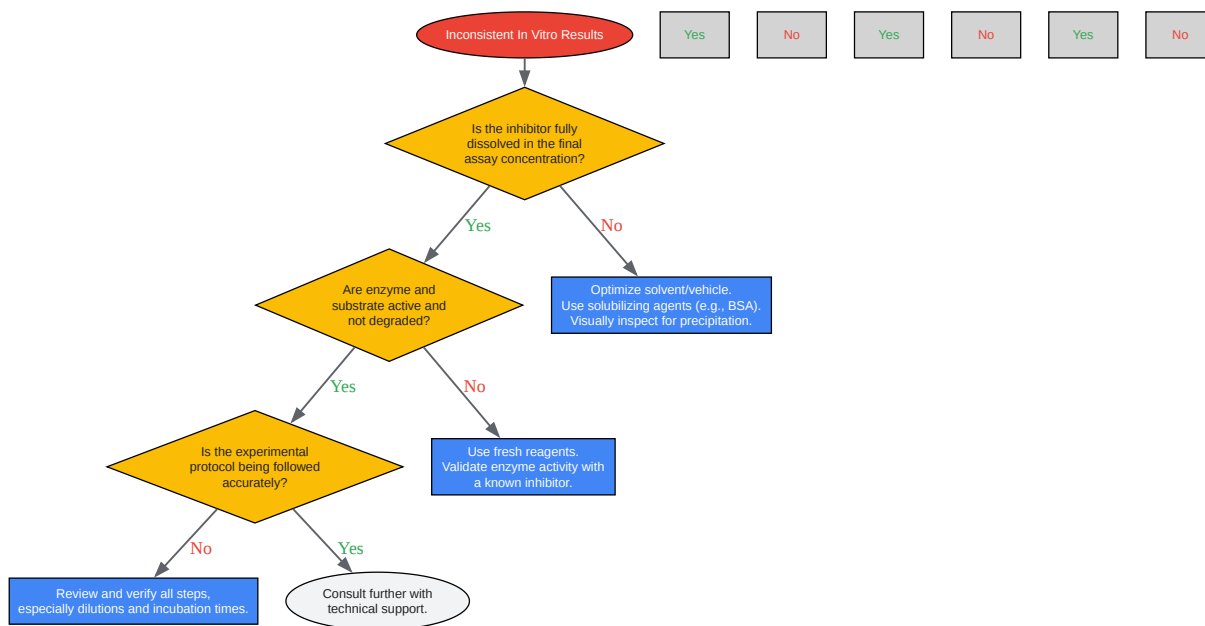 Inconsistent In Vitro Results
Yes
No
Yes
No
Yes
No
Is the inhibitor fully
dissolved in the final
assay concentration?
Yes
No
Are enzyme and
substrate active and
not degraded?
Optimize solvent/vehicle.
Use solubilizing agents (e.g., BSA).
Visually inspect for precipitation.
Yes
No
Is the experimental
protocol being followed
accurately?
Use fresh reagents.
Validate enzyme activity with
a known inhibitor.
No
Yes
Review and verify all steps,
especially dilutions and incubation times.
Consult further with
technical support.